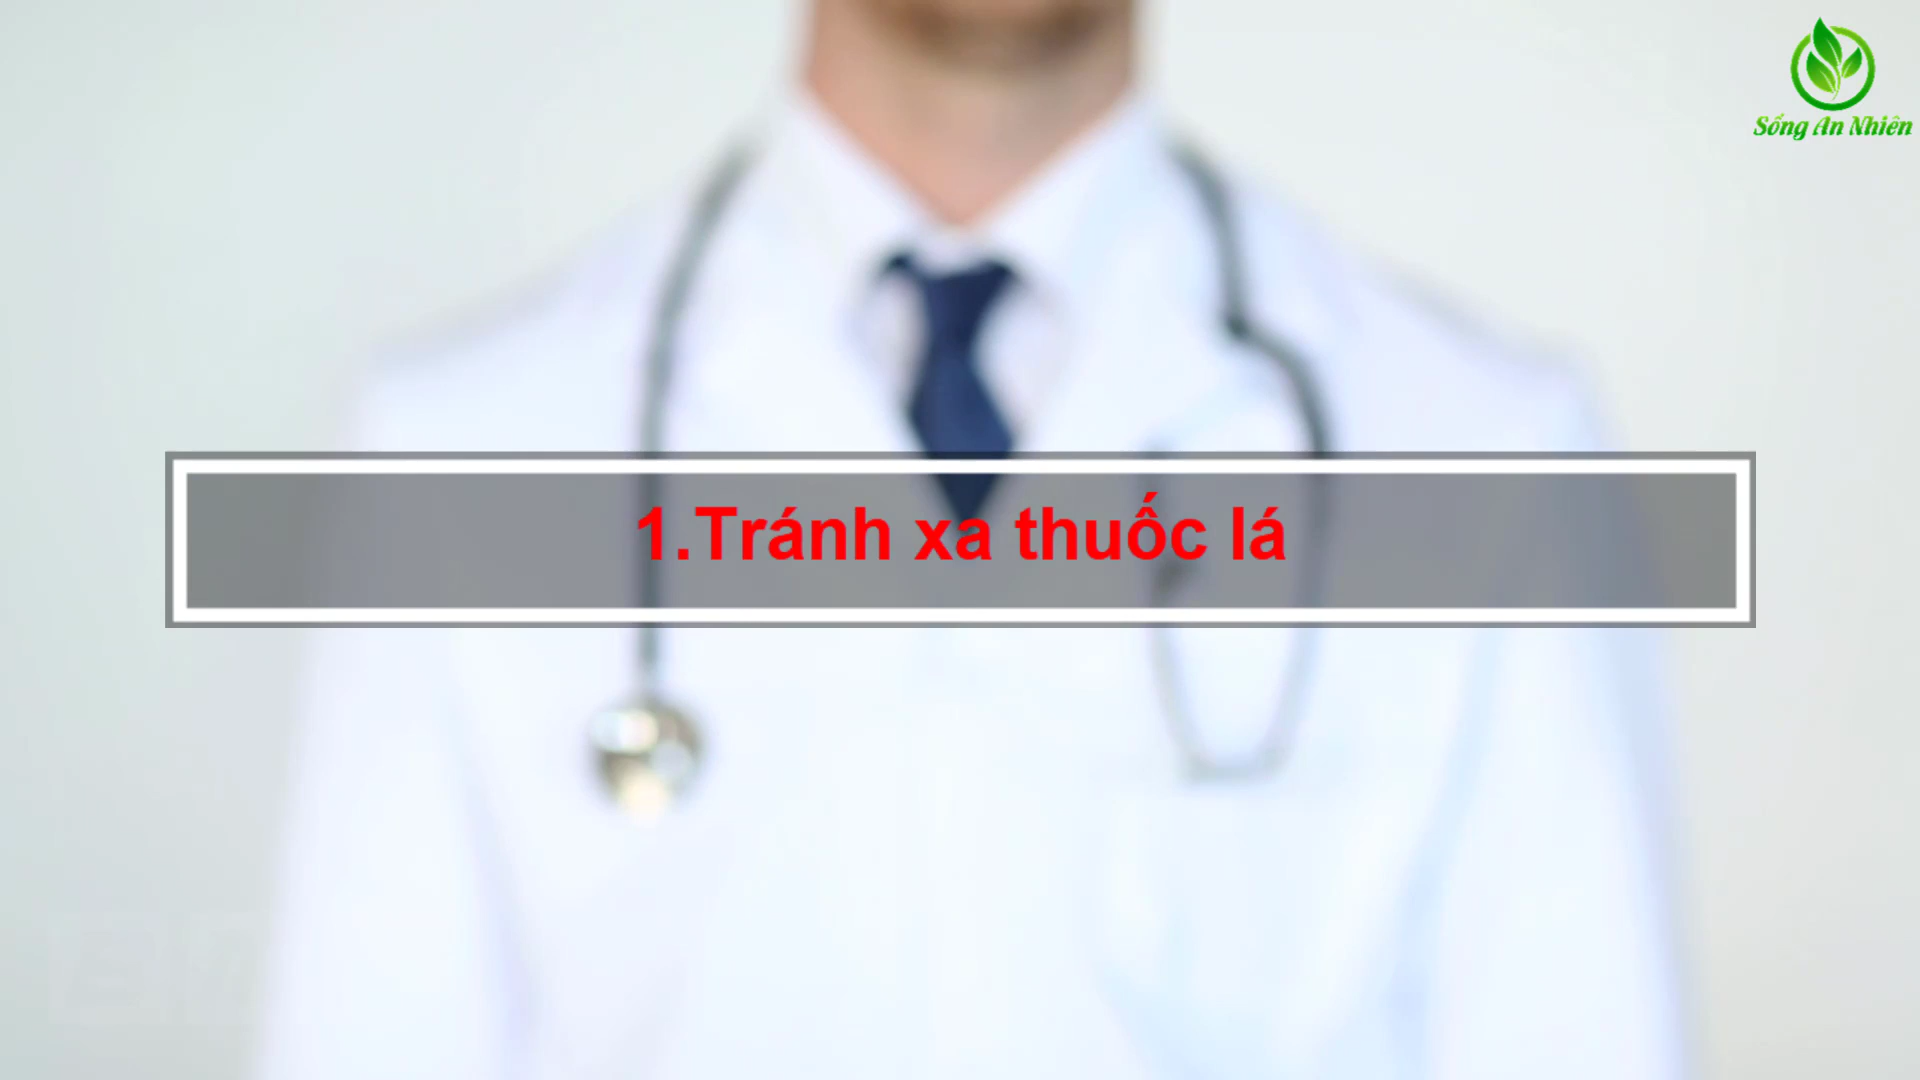 Sống An Nhiên
1.Tránh xa thuốc lá